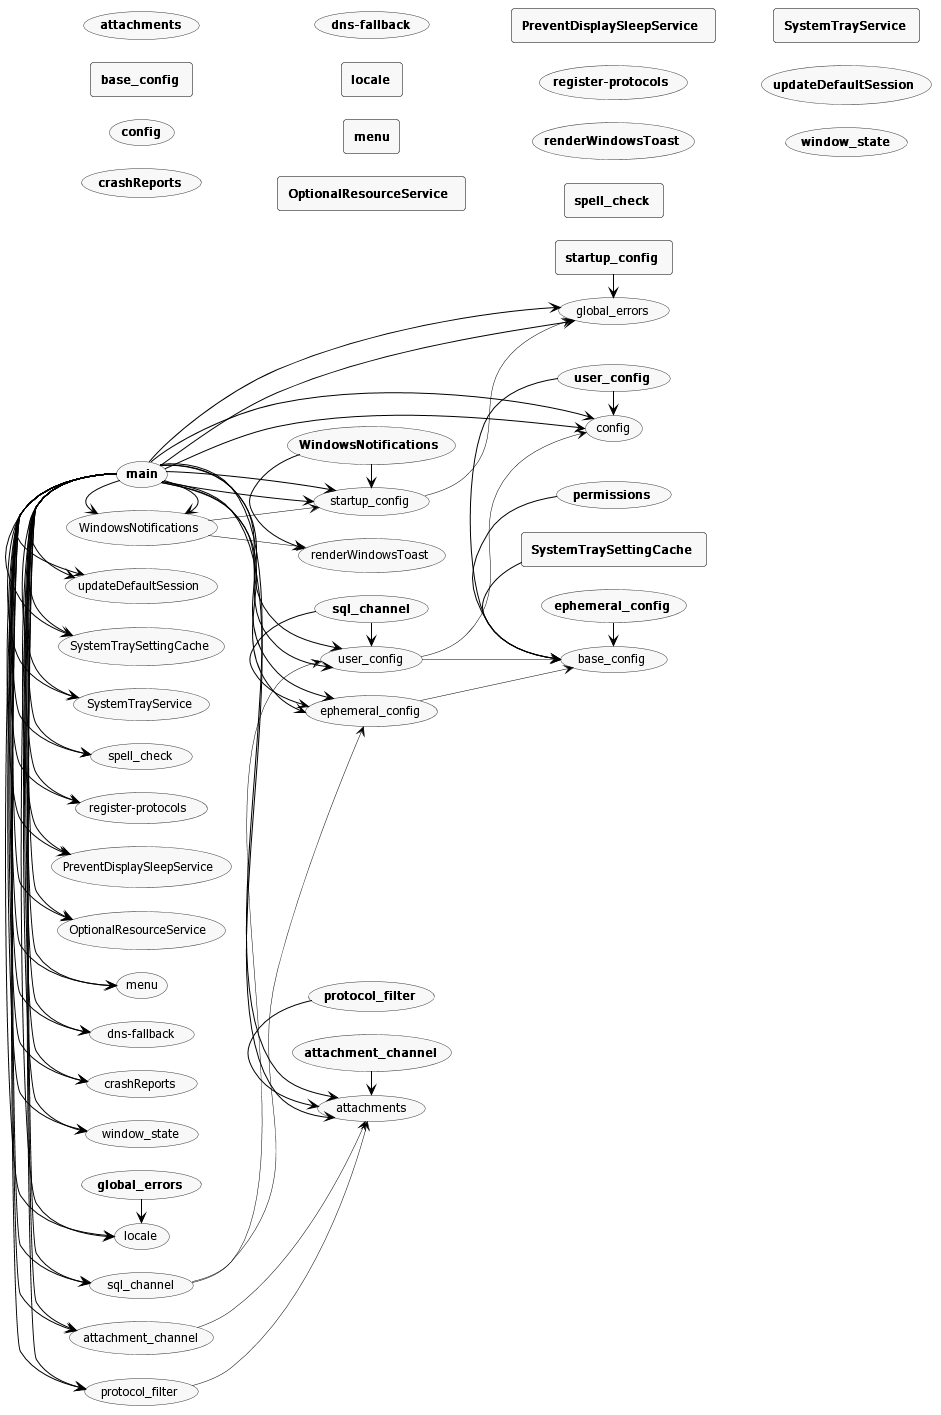 attachments
dns-fallback
PreventDisplaySleepService
SystemTrayService
base_config
locale
register-protocols
updateDefaultSession
config
menu
renderWindowsToast
window_state
crashReports
OptionalResourceService
spell_check
startup_config
global_errors
user_config
config
WindowsNotifications
main
startup_config
permissions
WindowsNotifications
renderWindowsToast
SystemTraySettingCache
updateDefaultSession
sql_channel
ephemeral_config
SystemTraySettingCache
user_config
base_config
SystemTrayService
ephemeral_config
spell_check
register-protocols
PreventDisplaySleepService
OptionalResourceService
menu
protocol_filter
dns-fallback
attachment_channel
crashReports
attachments
window_state
global_errors
locale
sql_channel
attachment_channel
protocol_filter